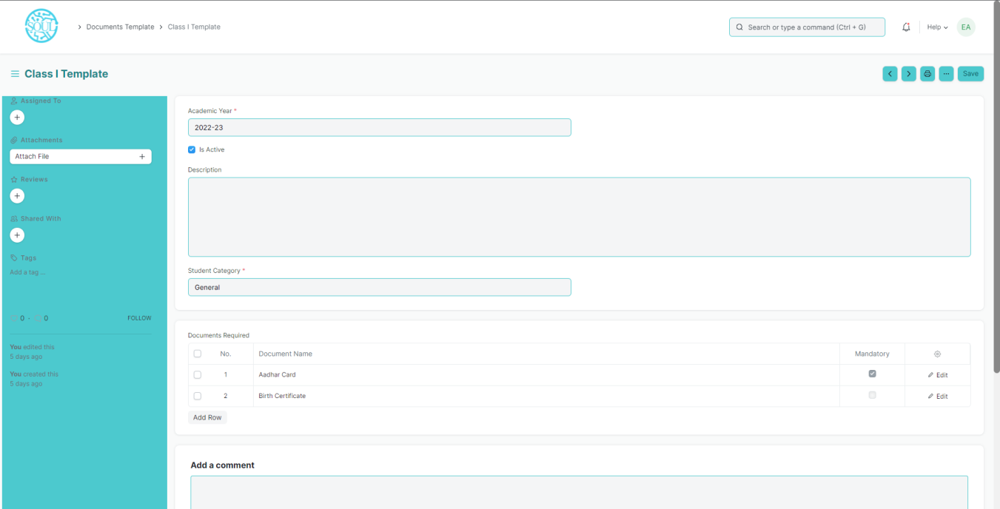 SOUL
Documents Template
Class I Template
Search or type a command (Ctrl + G)
Help
EA
Class I Template
Save
Assigned To
Attachments
Attach File
Reviews
Shared With
Tags
Add a tag ...
0 · 0
FOLLOW
You edited this
5 days ago
You created this
5 days ago
Academic Year *
2022-23
Is Active
Description
Student Category *
General
Documents Required
No. Document Name Mandatory
1 Aadhar Card Edit
2 Birth Certificate Edit
Add Row
Add a comment